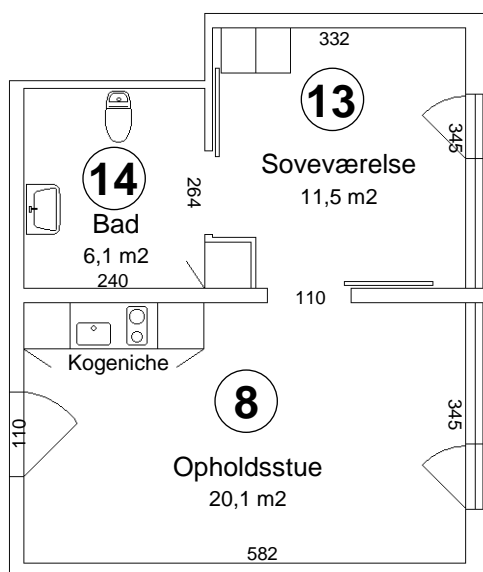 332
13
345
Soveværelse
11,5 m2
14
264
Bad
6,1 m2
240
110
Kogeniche
8
345
110
Opholdsstue
20,1 m2
582